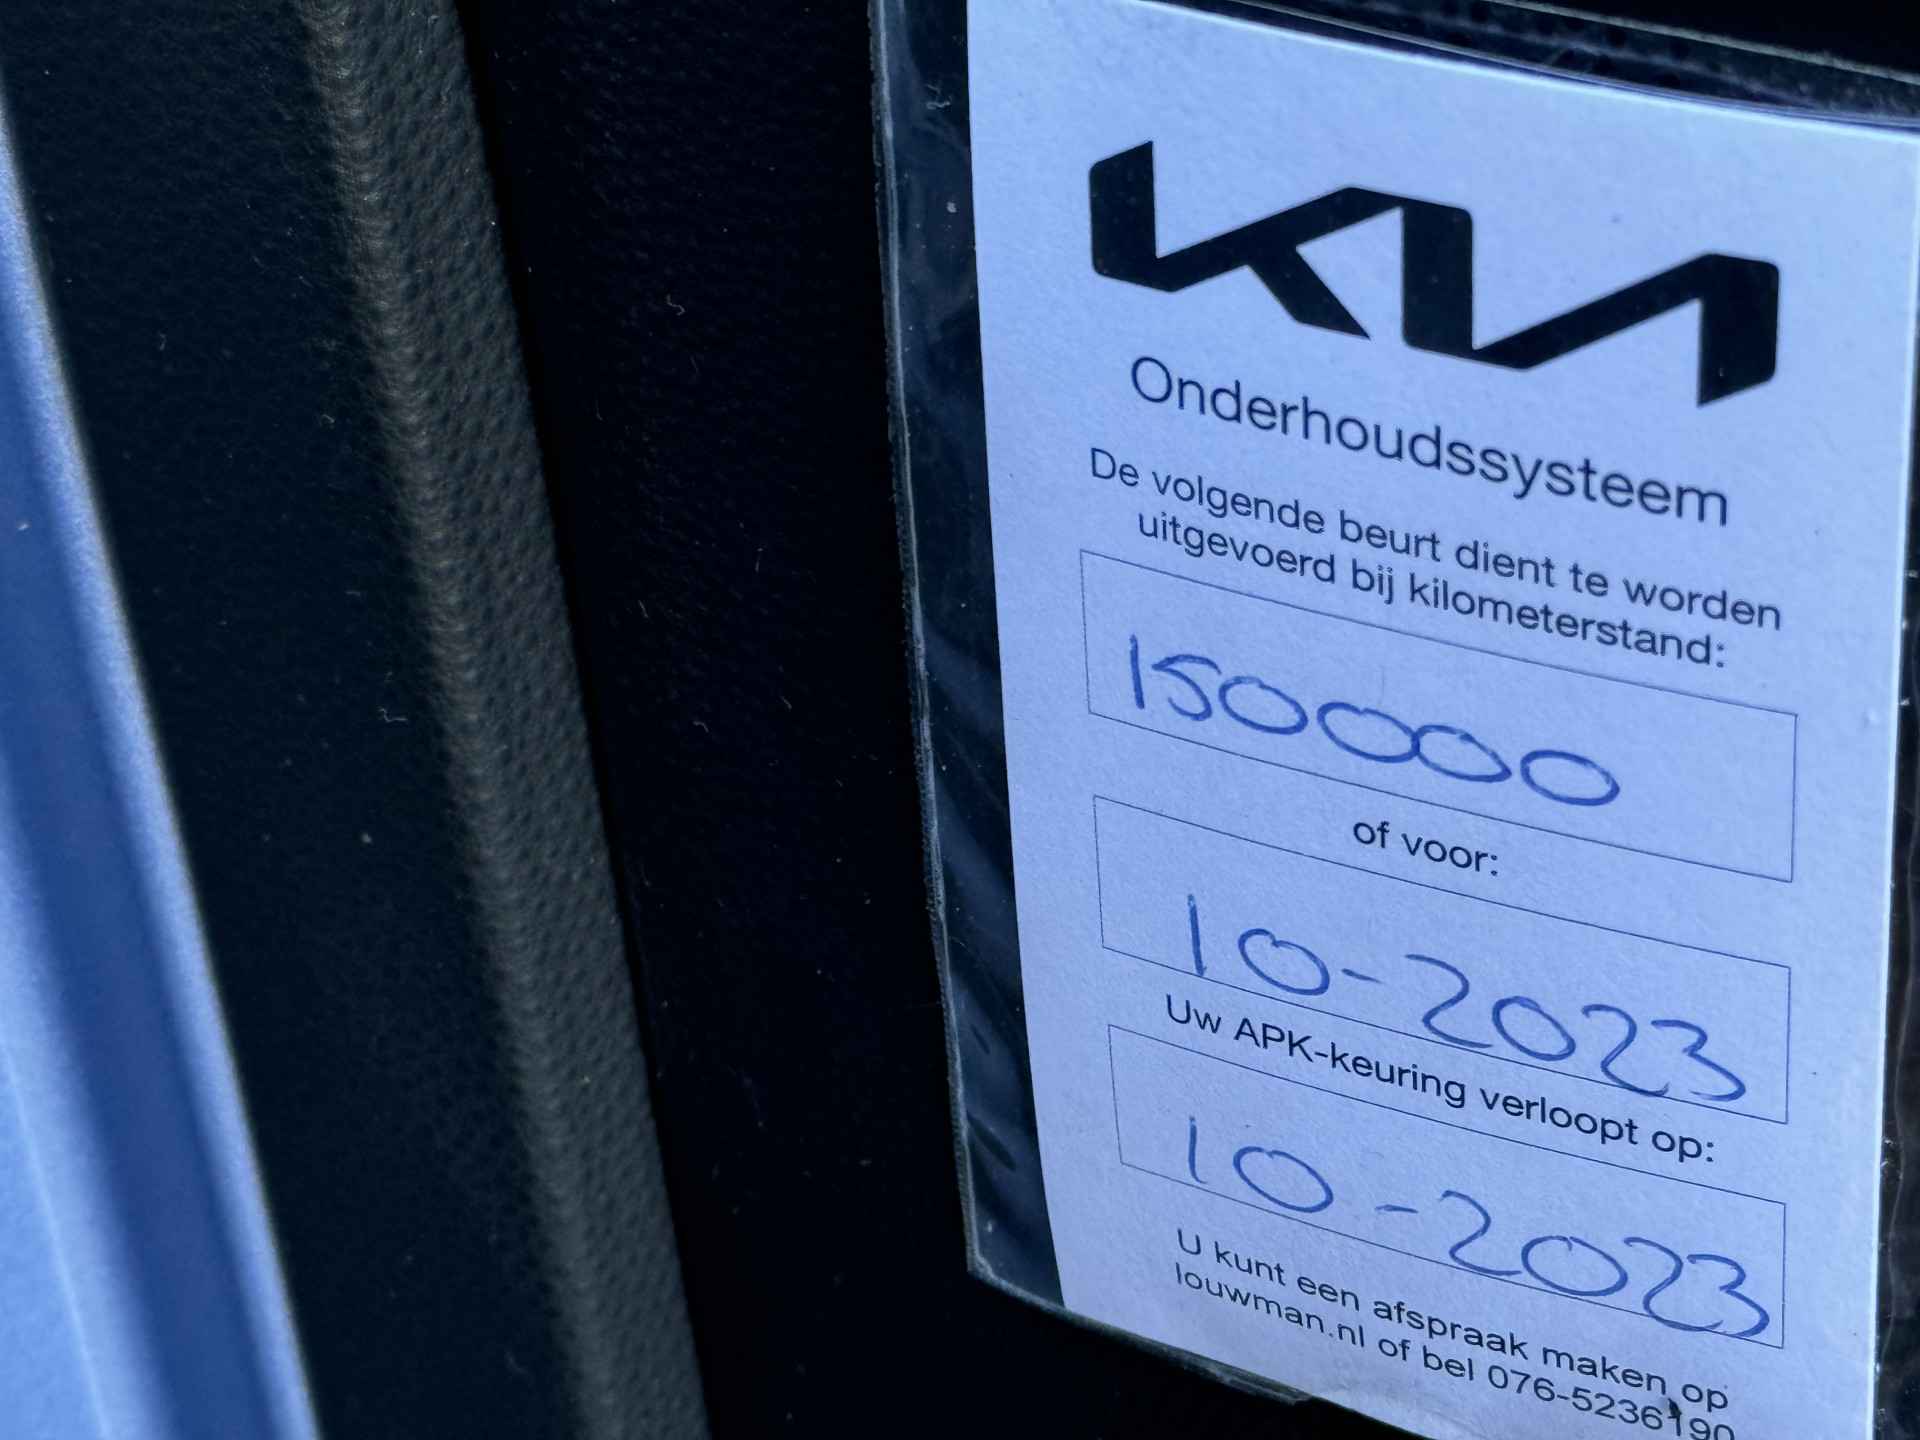 KIA
Onderhoudssysteem
De volgende beurt dient te worden
uitgevoerd bij kilometerstand:
150000
of voor:
10-2023
Uw APK-keuring verloopt op:
10-2023
U kunt een afspraak maken op
louwman.nl of bel 076-5236190